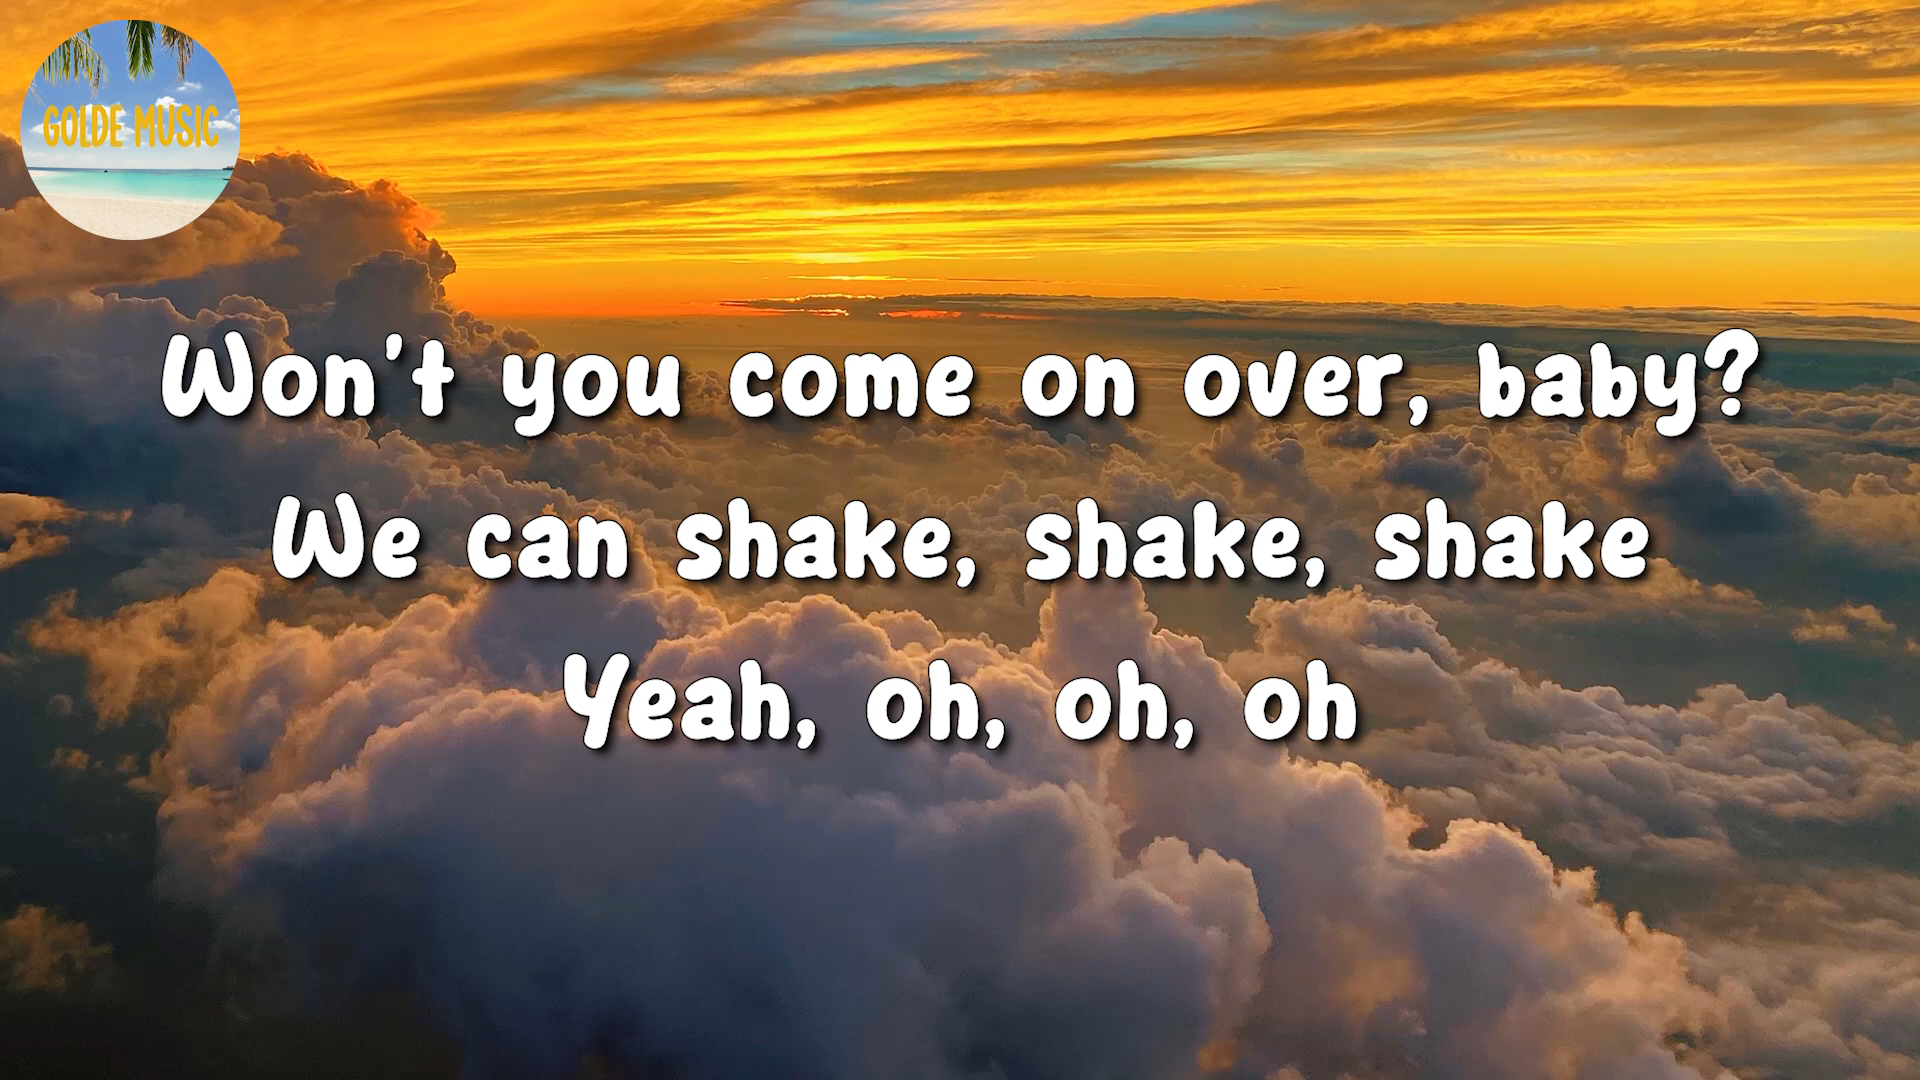 GOLDE MUSIC
Won't you come on over, baby?
We can shake, shake, shake
Yeah, oh, oh, oh